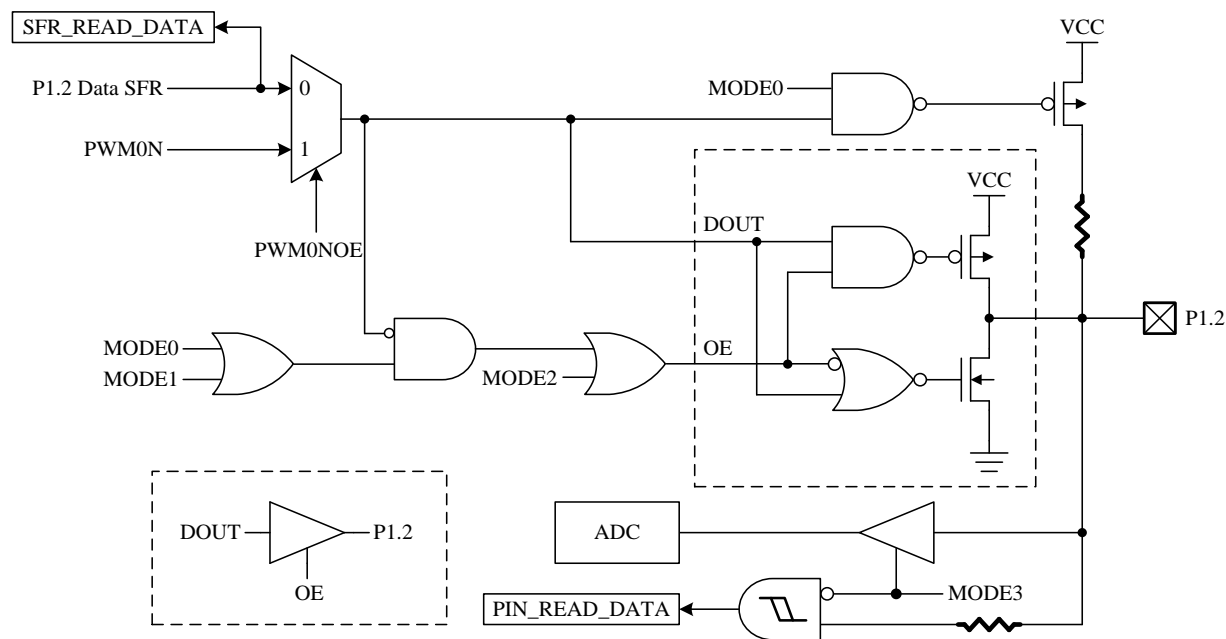 SFR_READ_DATA
VCC
P1.2 Data SFR
0
MODE0
PWM0N
1
VCC
PWM0NOE
DOUT
P1.2
MODE0
MODE1
OE
MODE2
DOUT
P1.2
OE
ADC
MODE3
PIN_READ_DATA